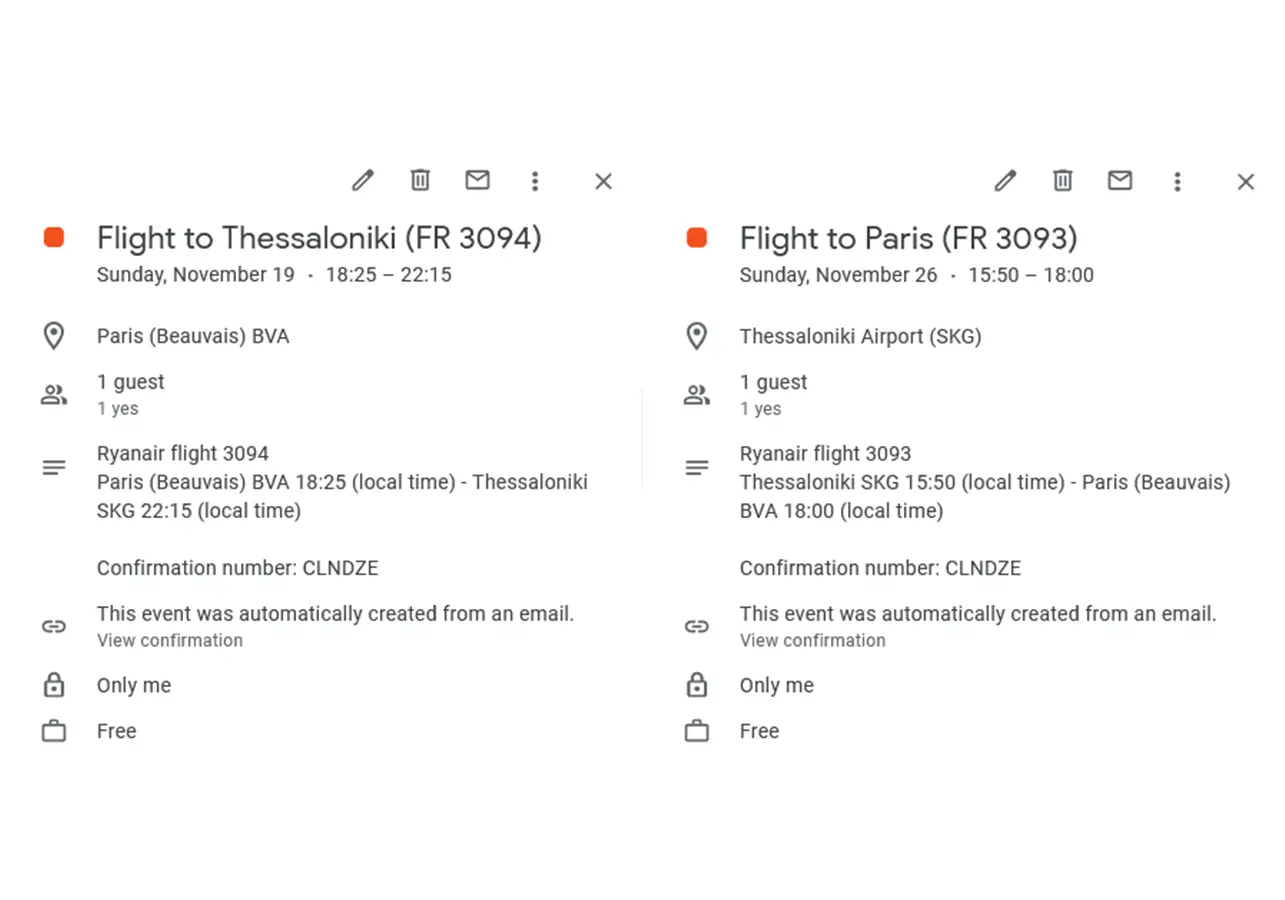 Flight to Thessaloniki (FR 3094)
Sunday, November 19 · 18:25 – 22:15
Paris (Beauvais) BVA
1 guest
1 yes
Ryanair flight 3094
Paris (Beauvais) BVA 18:25 (local time) - Thessaloniki
SKG 22:15 (local time)
Confirmation number: CLNDZE
This event was automatically created from an email.
View confirmation
Only me
Free
Flight to Paris (FR 3093)
Sunday, November 26 · 15:50 – 18:00
Thessaloniki Airport (SKG)
1 guest
1 yes
Ryanair flight 3093
Thessaloniki SKG 15:50 (local time) - Paris (Beauvais)
BVA 18:00 (local time)
Confirmation number: CLNDZE
This event was automatically created from an email.
View confirmation
Only me
Free